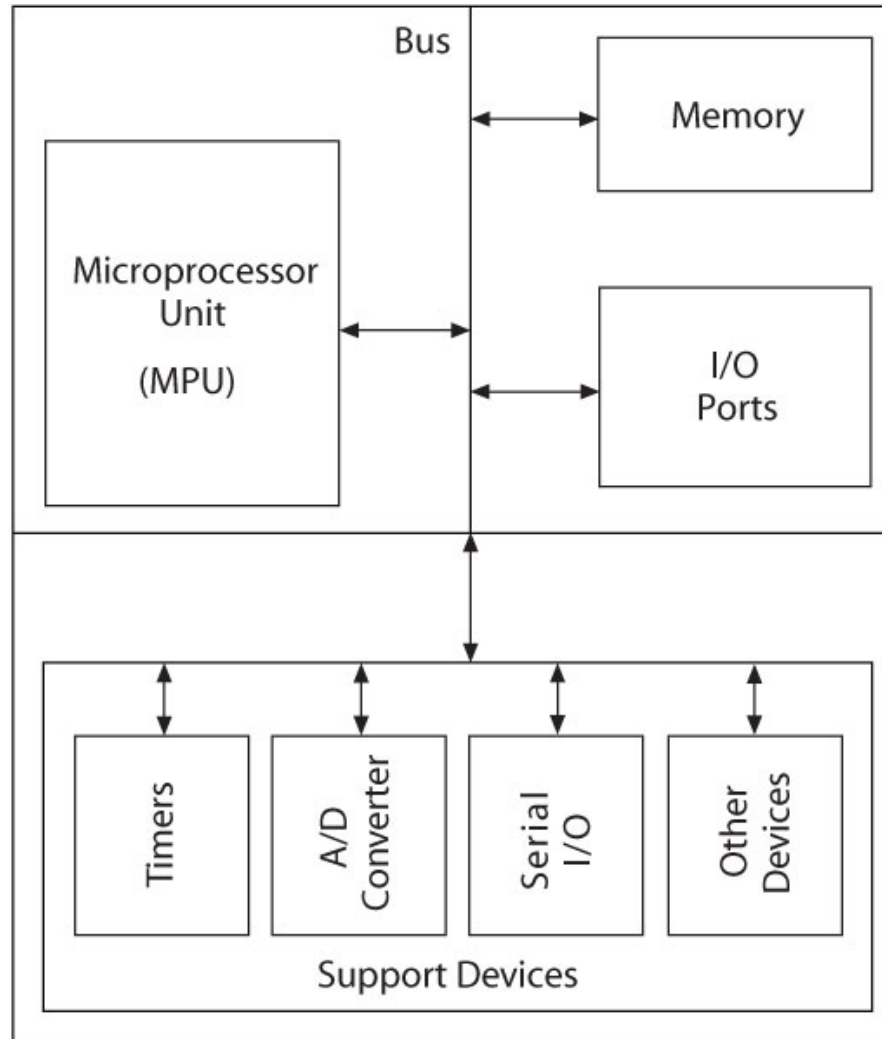 Bus
Memory
Microprocessor
Unit
(MPU)
I/O
Ports
Timers
A/D
Converter
Serial
I/O
Other
Devices
Support Devices